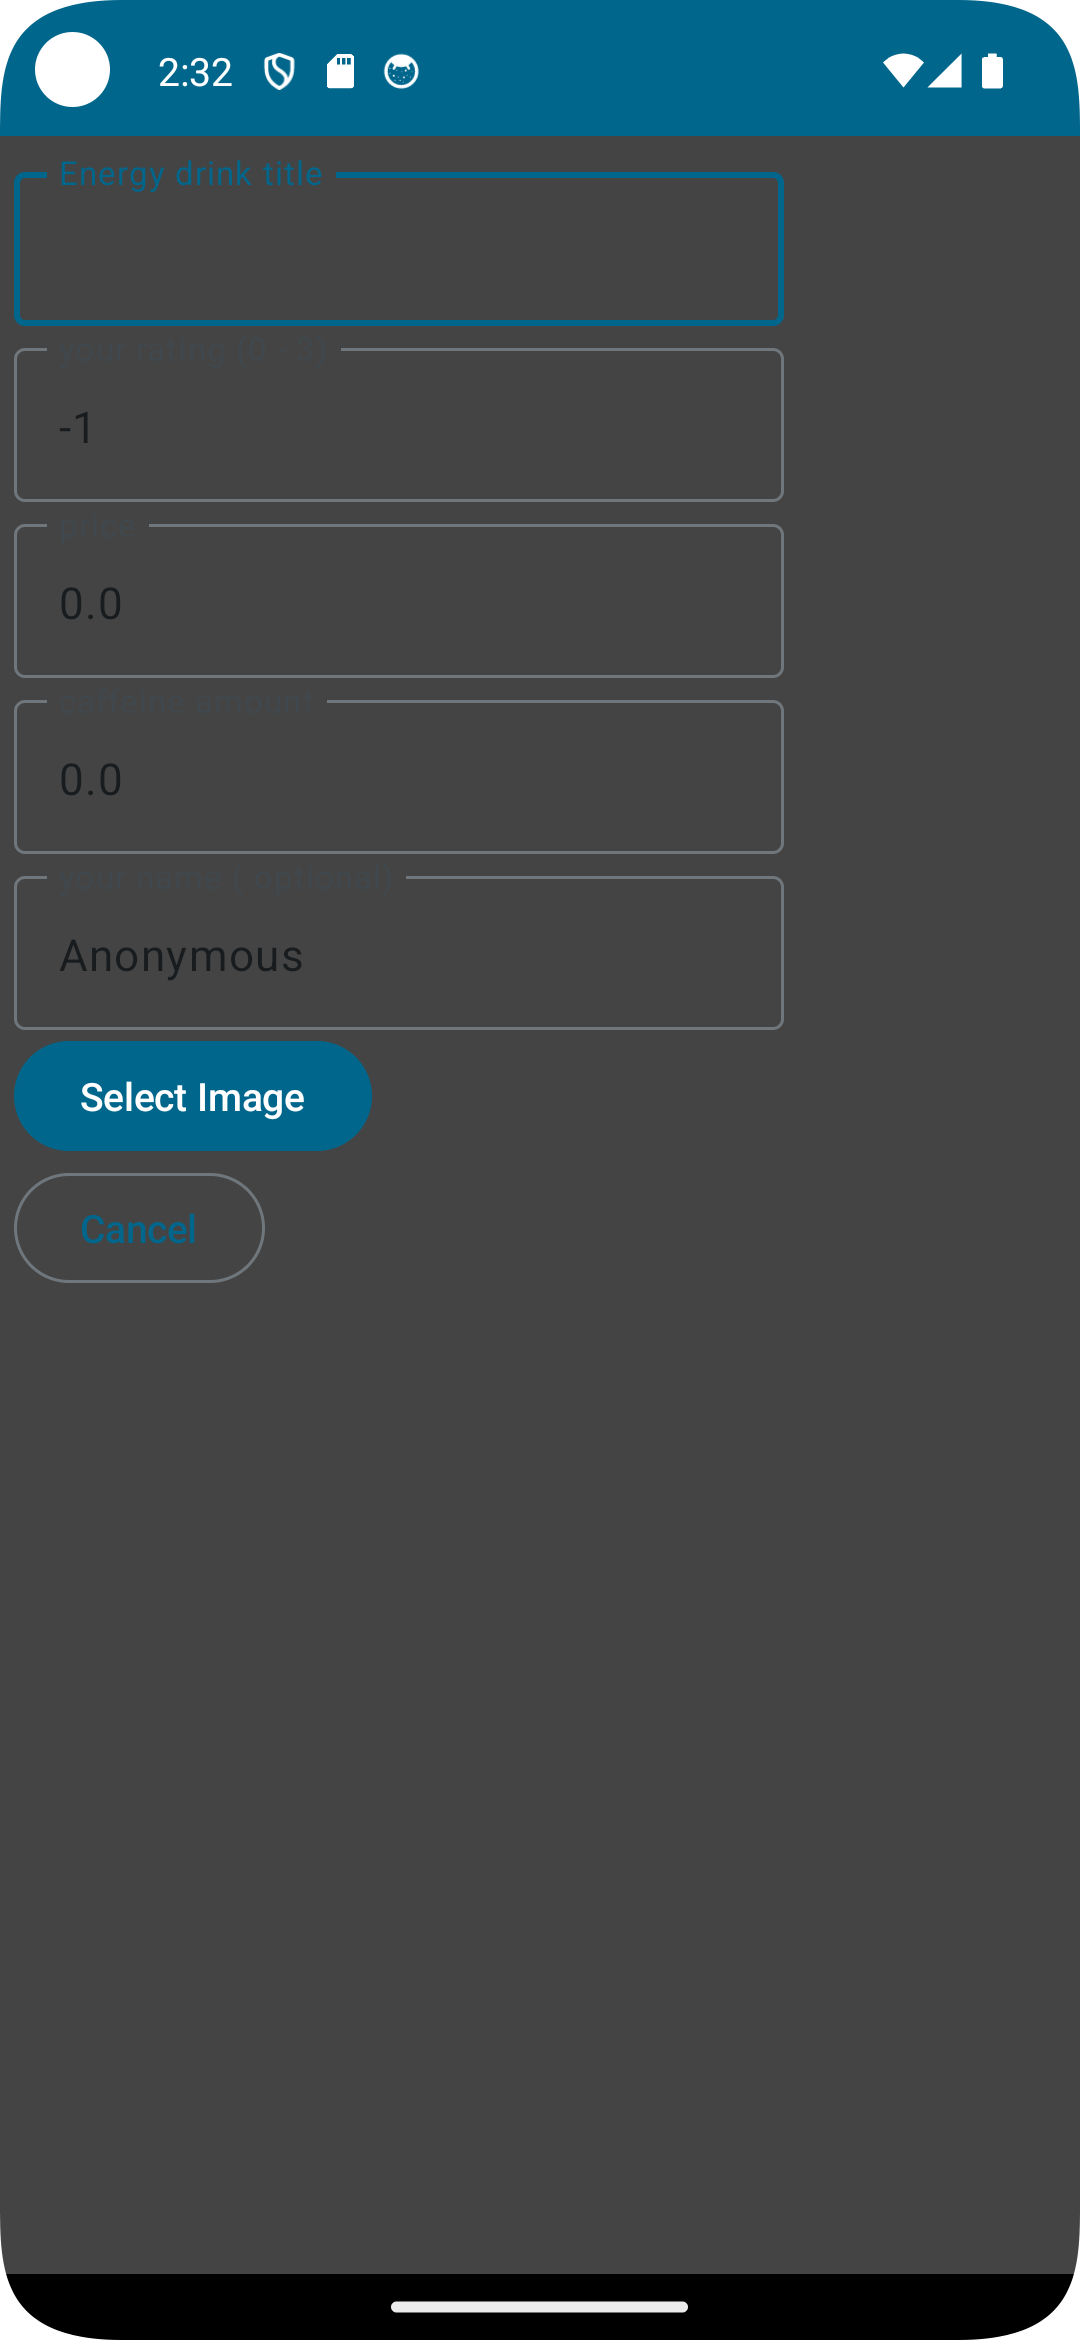 2:32
Energy drink title
your rating (0 - 3)
-1
price
0.0
caffeine amount
0.0
your name ( optional)
Anonymous
Select Image
Cancel